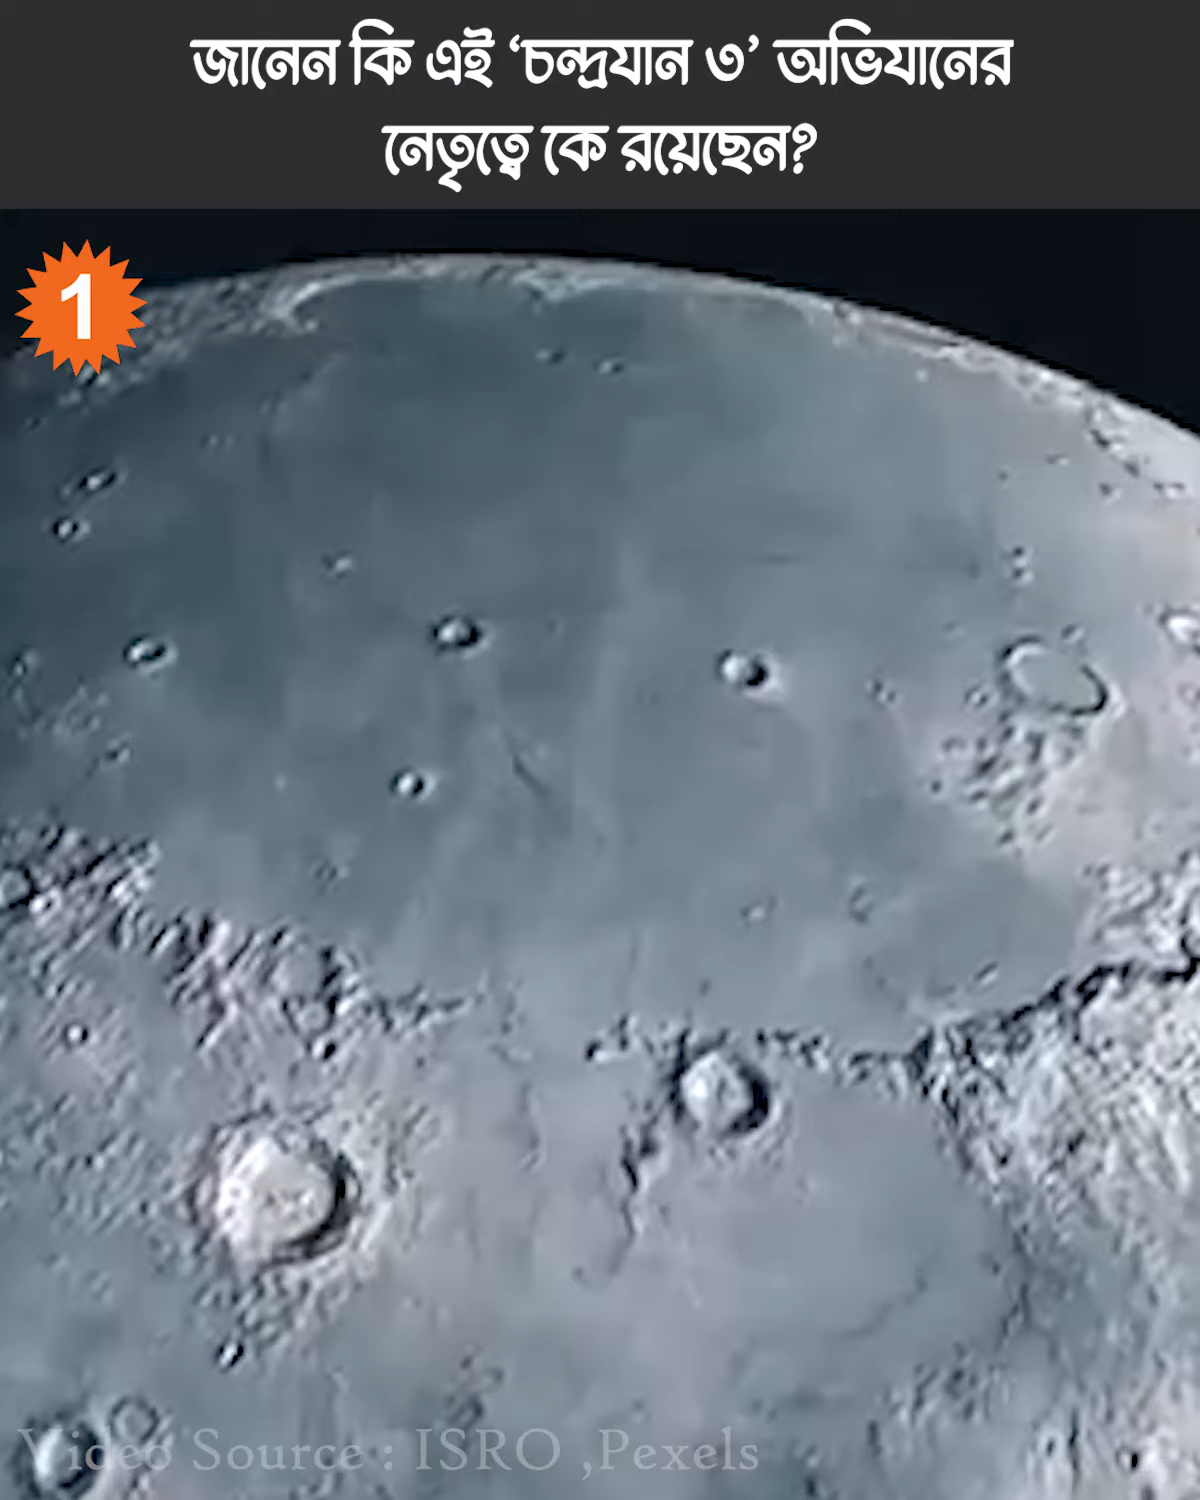 জানেন কি এই ‘চন্দ্রযান ৩’ অভিযানের
নেতৃত্বে কে রয়েছেন?
1
Video Source : ISRO ,Pexels